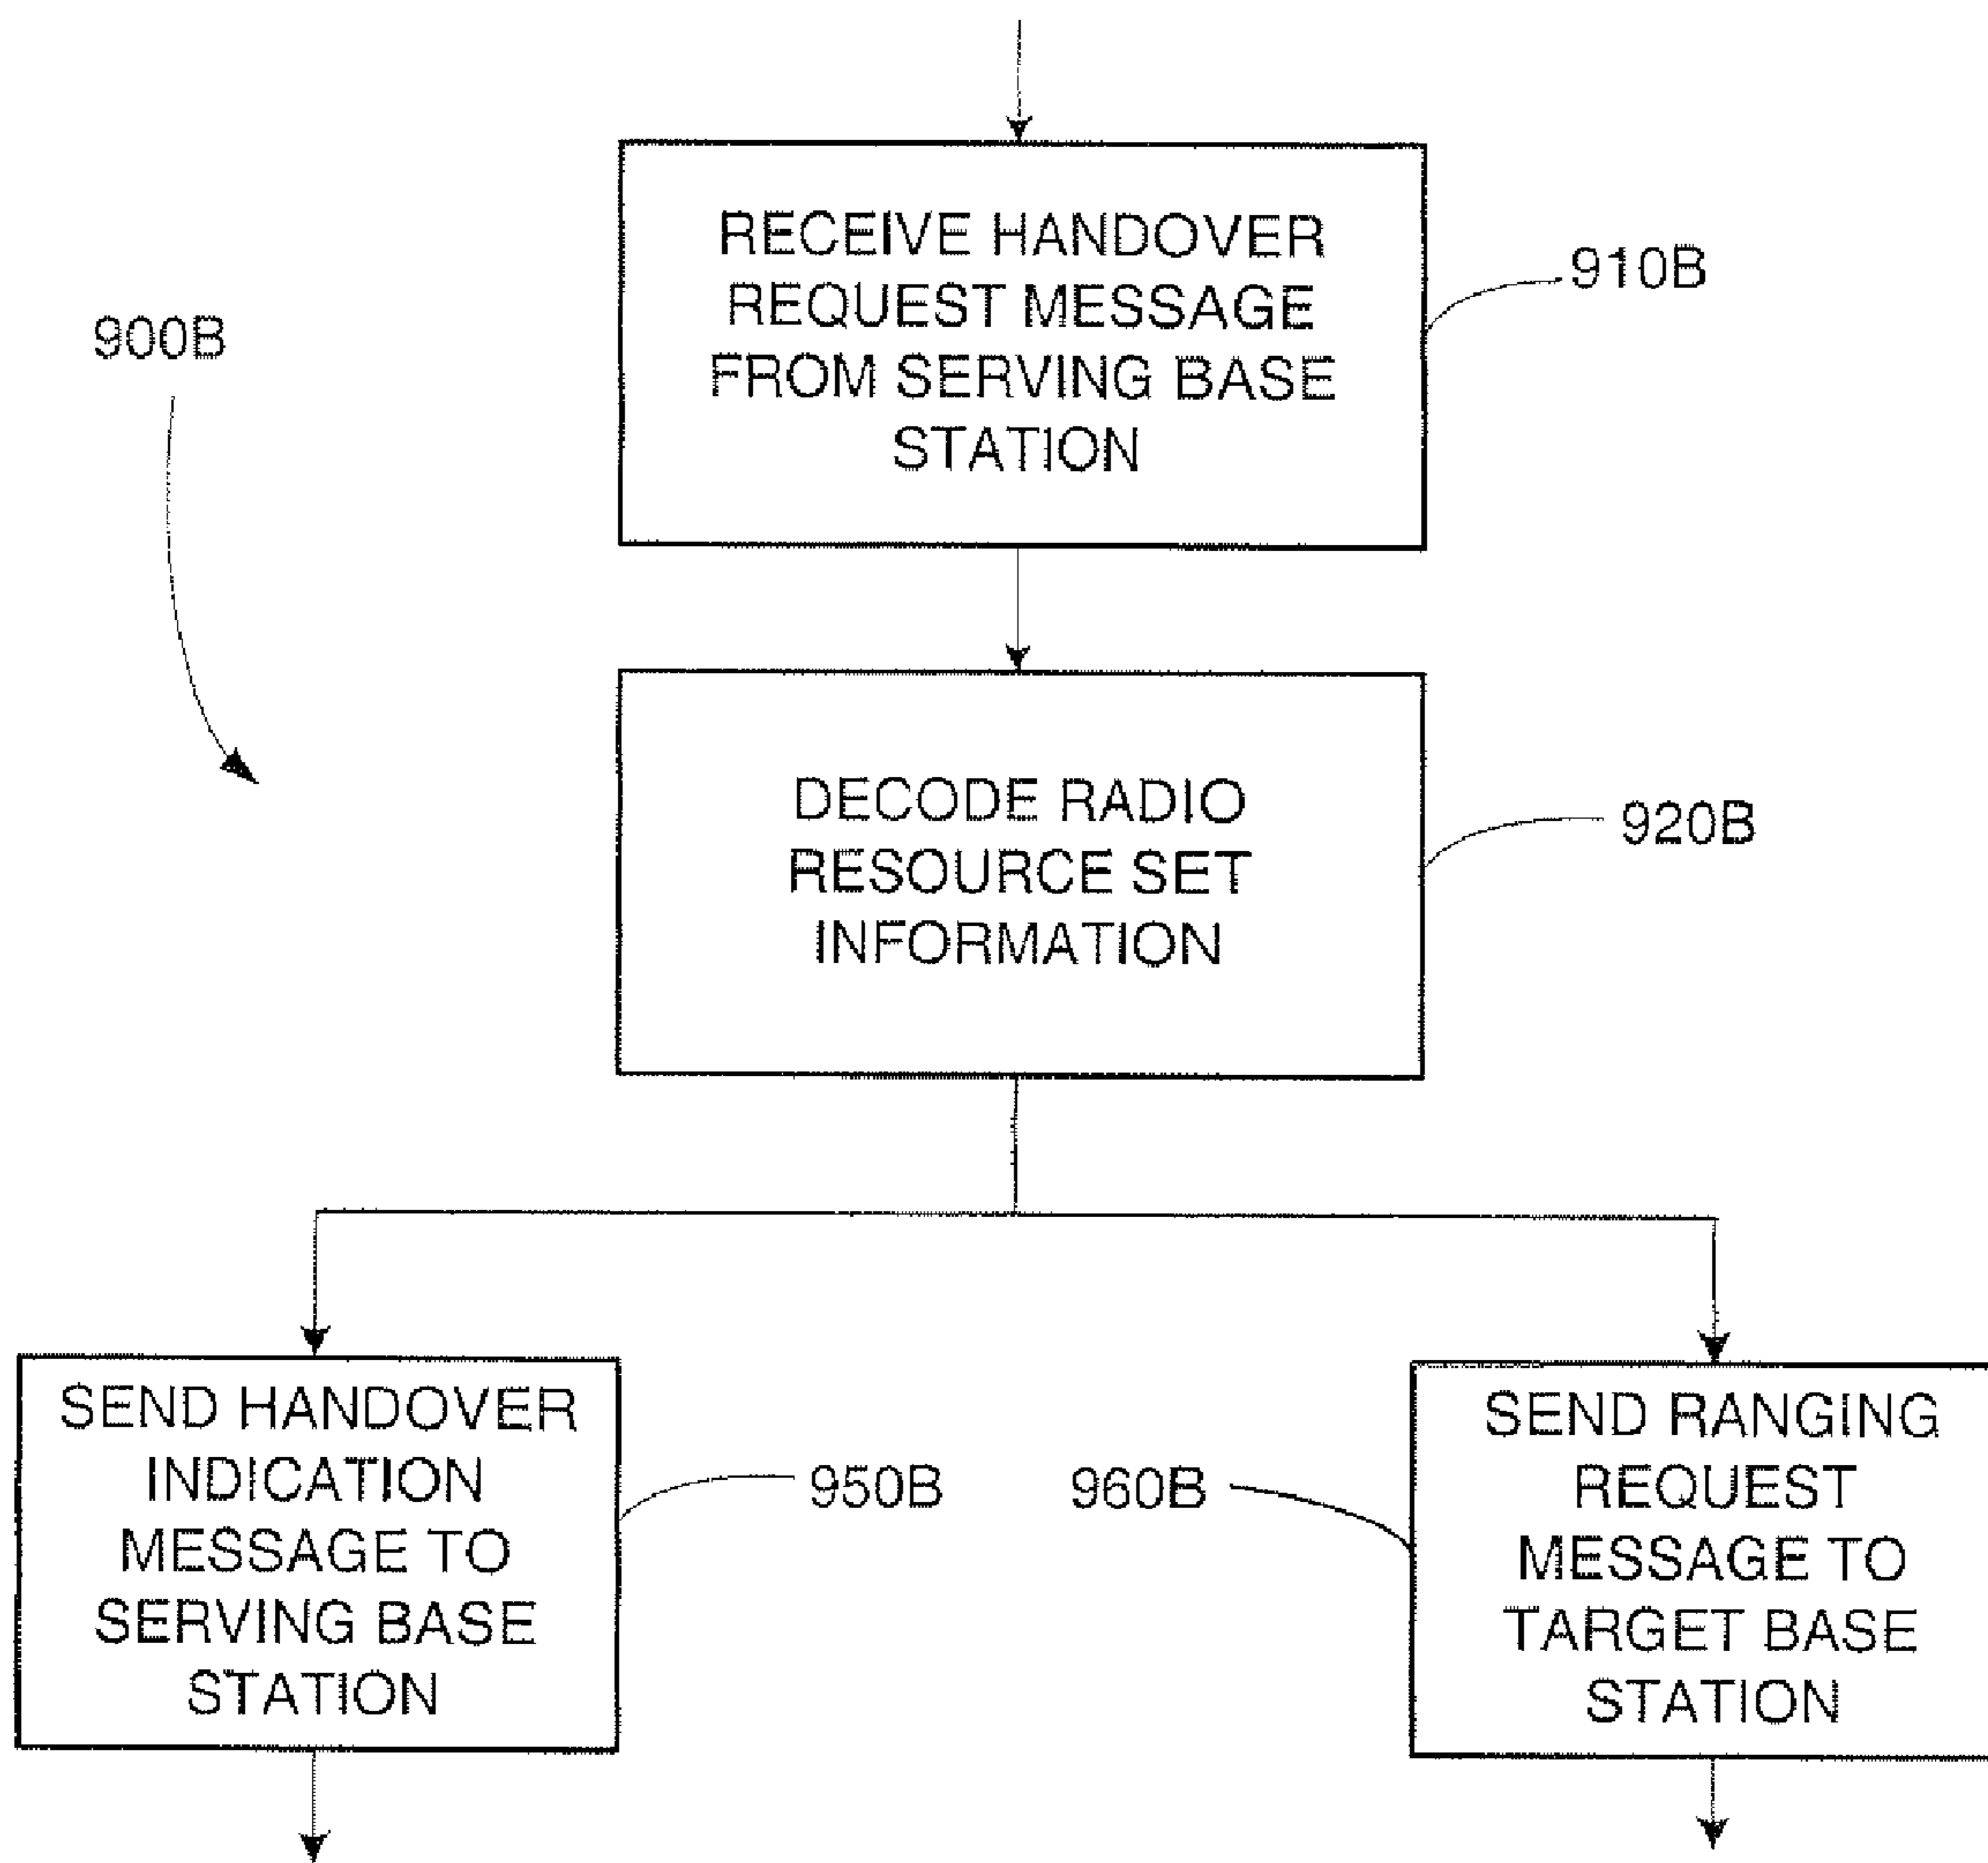 RECEIVE HANDOVER
REQUEST MESSAGE
FROM SERVING BASE
STATION
910B
900B
DECODE RADIO
RESOURCE SET
INFORMATION
920B
SEND HANDOVER
INDICATION
MESSAGE TO
SERVING BASE
STATION
950B
960B
SEND RANGING
REQUEST
MESSAGE TO
TARGET BASE
STATION